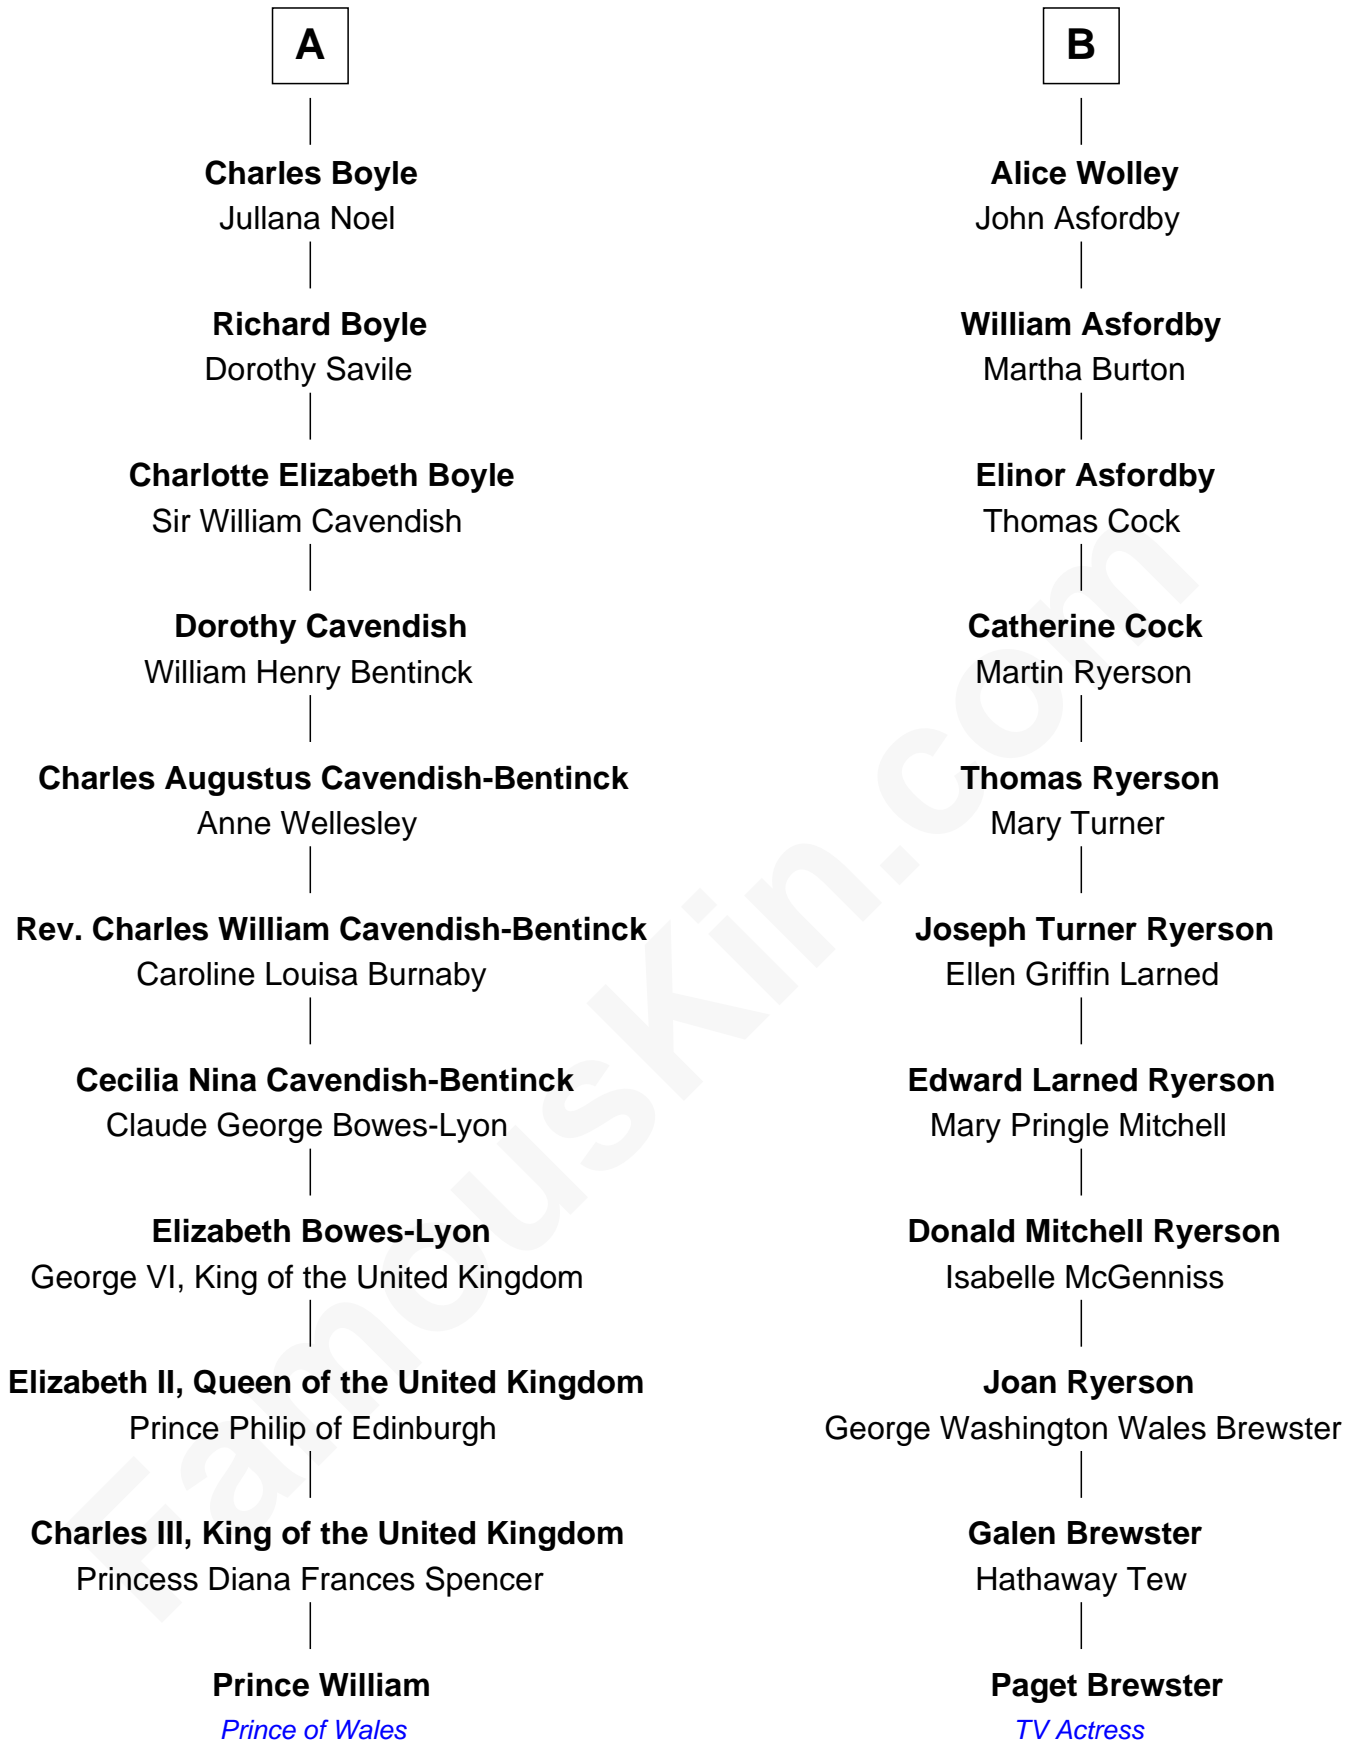 A
Charles Boyle
Jullana Noel
Richard Boyle
Dorothy Savile
Charlotte Elizabeth Boyle
Sir William Cavendish
Dorothy Cavendish
William Henry Bentinck
Charles Augustus Cavendish-Bentinck
Anne Wellesley
Rev. Charles William Cavendish-Bentinck
Caroline Louisa Burnaby
Cecilia Nina Cavendish-Bentinck
Claude George Bowes-Lyon
Elizabeth Bowes-Lyon
George VI, King of the United Kingdom
Elizabeth II, Queen of the United Kingdom
Prince Philip of Edinburgh
Charles III, King of the United Kingdom
Princess Diana Frances Spencer
Prince William
Prince of Wales
B
Alice Wolley
John Asfordby
William Asfordby
Martha Burton
Elinor Asfordby
Thomas Cock
Catherine Cock
Martin Ryerson
Thomas Ryerson
Mary Turner
Joseph Turner Ryerson
Ellen Griffin Larned
Edward Larned Ryerson
Mary Pringle Mitchell
Donald Mitchell Ryerson
Isabelle McGenniss
Joan Ryerson
George Washington Wales Brewster
Galen Brewster
Hathaway Tew
Paget Brewster
TV Actress
FamousKin.com